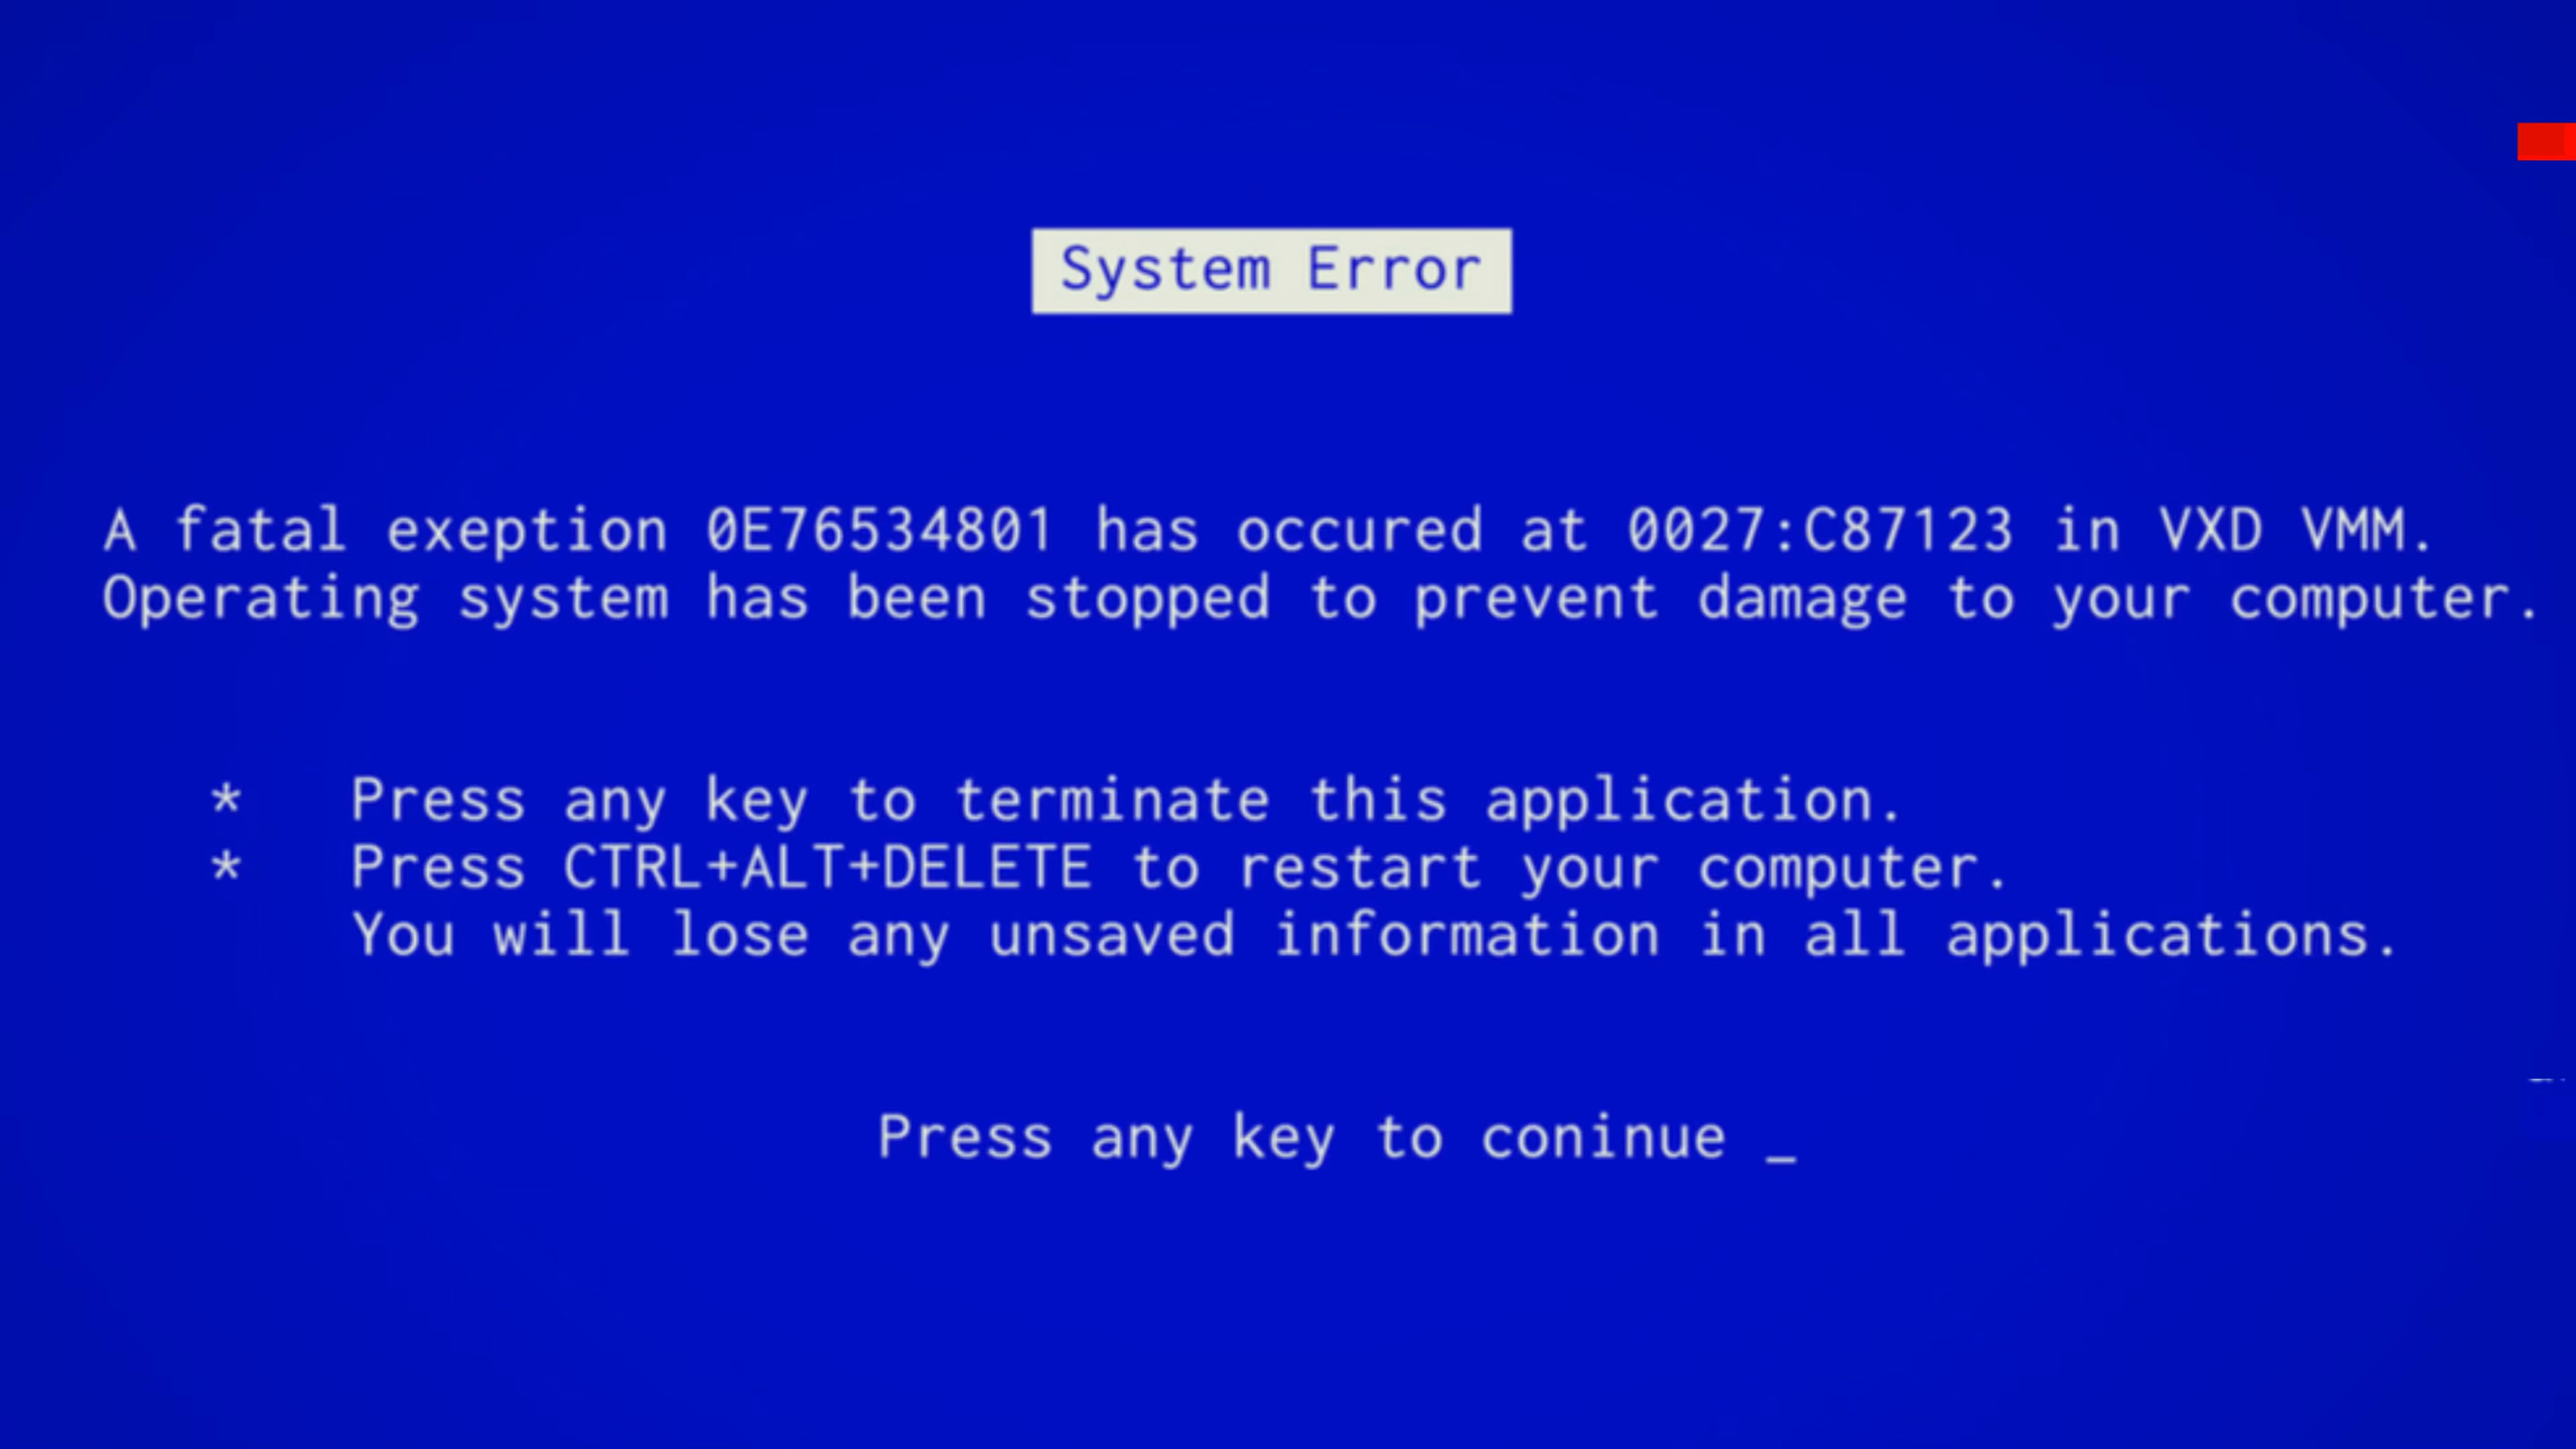 System Error
A fatal exeption 0E76534801 has occured at 0027:C87123 in VXD VMM.
Operating system has been stopped to prevent damage to your computer.
* Press any key to terminate this application.
* Press CTRL+ALT+DELETE to restart your computer.
You will lose any unsaved information in all applications.
Press any key to coninue _